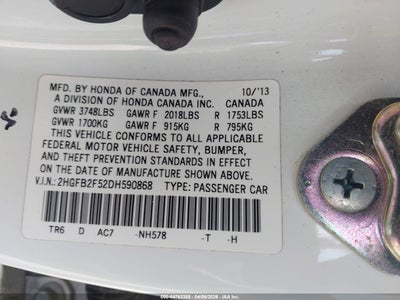 MFD. BY HONDA OF CANADA MFG., 10/'13
A DIVISION OF HONDA CANADA INC. CANADA
GVWR 3748LBS GAWR F 2018LBS R 1753LBS
GVWR 1700KG GAWR F 915KG R 795KG
THIS VEHICLE CONFORMS TO ALL APPLICABLE
FEDERAL MOTOR VEHICLE SAFETY, BUMPER,
AND THEFT PREVENTION STANDARDS IN EFFECT
ON THE DATE OF MANUFACTURE SHOWN ABOVE.
V.I.N.: 2HGFB2F52DH590868 TYPE: PASSENGER CAR
TR6 D AC7 -NH578 -T -H